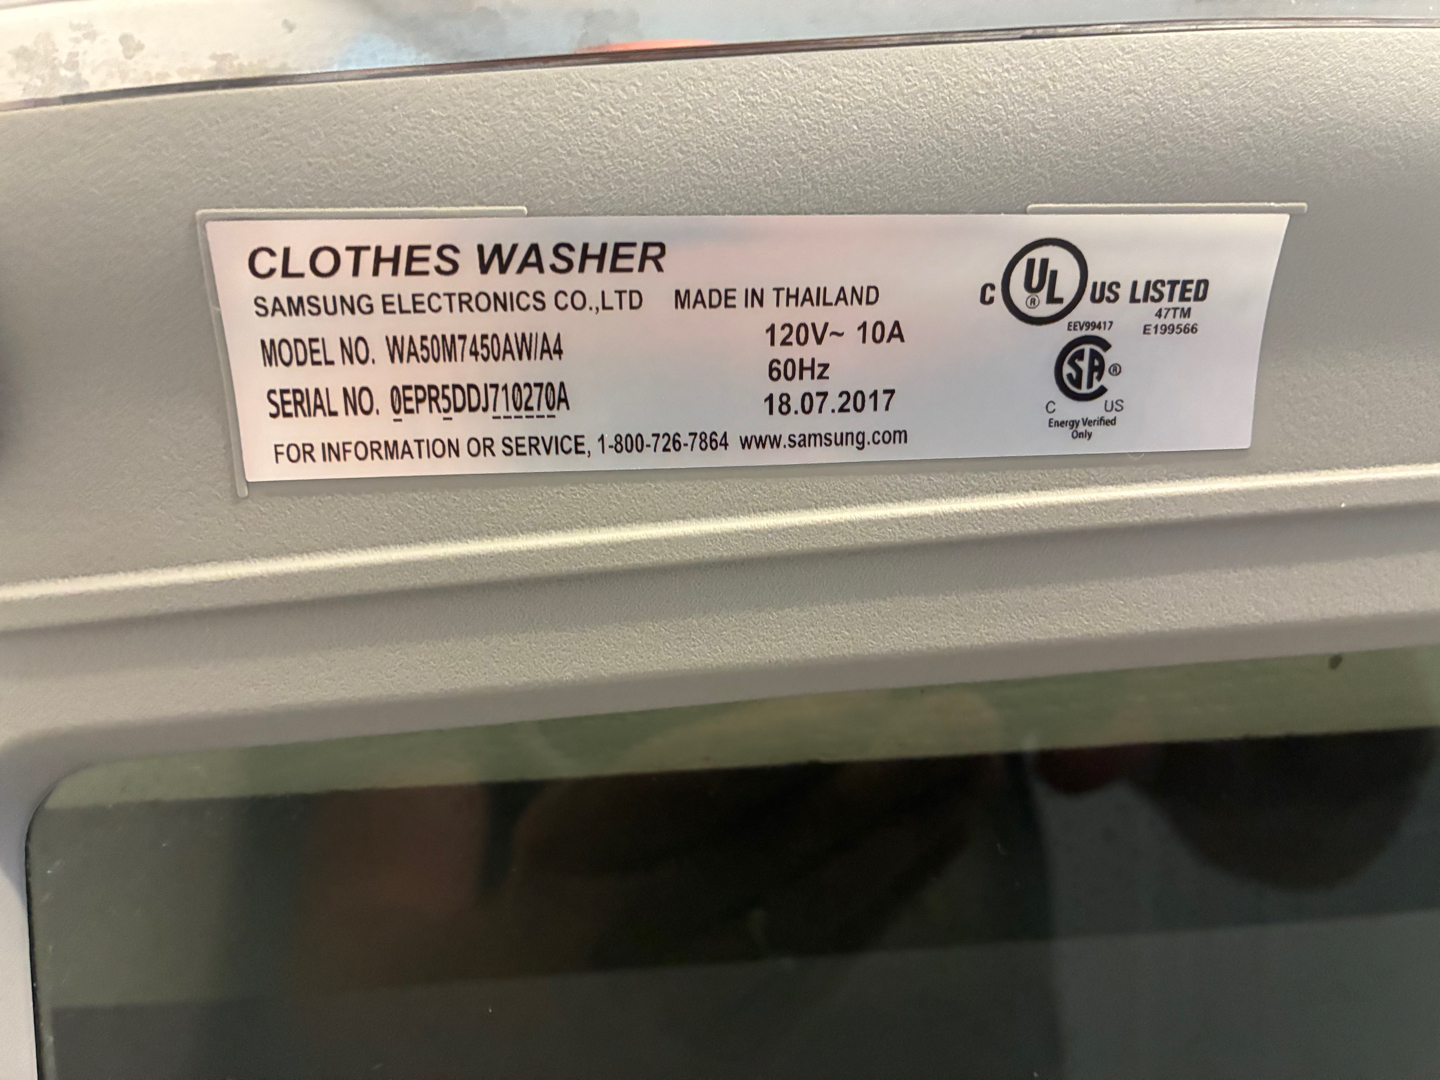 CLOTHES WASHER
SAMSUNG ELECTRONICS CO.,LTD MADE IN THAILAND
MODEL NO. WA50M7450AW/A4
120V~ 10A
60Hz
SERIAL NO. 0EPR5DDJ710270A
18.07.2017
FOR INFORMATION OR SERVICE, 1-800-726-7864 www.samsung.com
C UL ® US LISTED
47TM
EEV99417 E199566
SA ®
C US
Energy Verified
Only